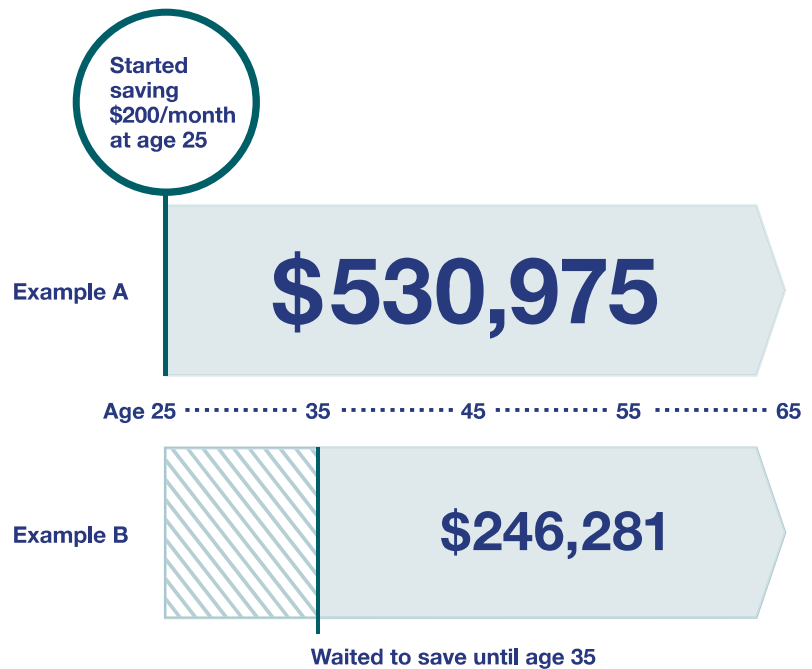 Started
saving
$200/month
at age 25
Example A
$530,975
Age 25 35 45 55 65
Example B
$246,281
Waited to save until age 35